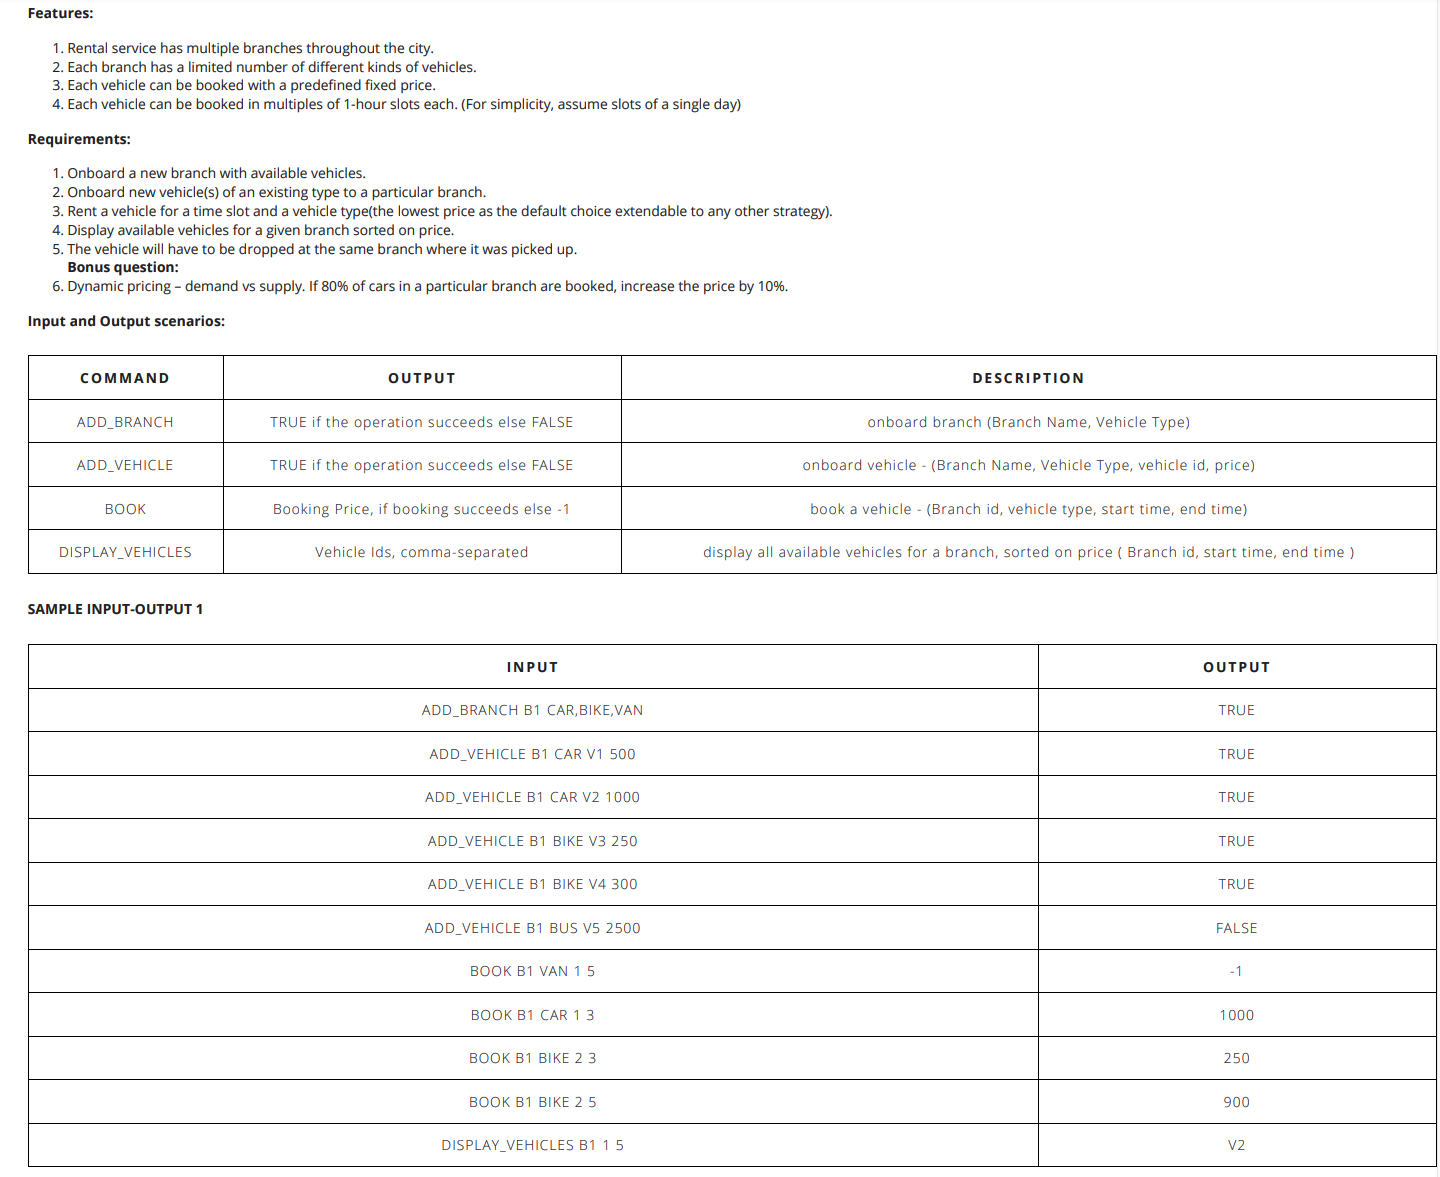 Features:
1. Rental service has multiple branches throughout the city.
2. Each branch has a limited number of different kinds of vehicles.
3. Each vehicle can be booked with a predefined fixed price.
4. Each vehicle can be booked in multiples of 1-hour slots each. (For simplicity, assume slots of a single day)
Requirements:
1. Onboard a new branch with available vehicles.
2. Onboard new vehicle(s) of an existing type to a particular branch.
3. Rent a vehicle for a time slot and a vehicle type(the lowest price as the default choice extendable to any other strategy).
4. Display available vehicles for a given branch sorted on price.
5. The vehicle will have to be dropped at the same branch where it was picked up.
Bonus question:
6. Dynamic pricing – demand vs supply. If 80% of cars in a particular branch are booked, increase the price by 10%.
Input and Output scenarios:
COMMAND OUTPUT DESCRIPTION
ADD_BRANCH TRUE if the operation succeeds else FALSE onboard branch (Branch Name, Vehicle Type)
ADD_VEHICLE TRUE if the operation succeeds else FALSE onboard vehicle - (Branch Name, Vehicle Type, vehicle id, price)
BOOK Booking Price, if booking succeeds else -1 book a vehicle - (Branch id, vehicle type, start time, end time)
DISPLAY_VEHICLES Vehicle Ids, comma-separated display all available vehicles for a branch, sorted on price ( Branch id, start time, end time )
SAMPLE INPUT-OUTPUT 1
INPUT OUTPUT
ADD_BRANCH B1 CAR,BIKE,VAN TRUE
ADD_VEHICLE B1 CAR V1 500 TRUE
ADD_VEHICLE B1 CAR V2 1000 TRUE
ADD_VEHICLE B1 BIKE V3 250 TRUE
ADD_VEHICLE B1 BIKE V4 300 TRUE
ADD_VEHICLE B1 BUS V5 2500 FALSE
BOOK B1 VAN 1 5 -1
BOOK B1 CAR 1 3 1000
BOOK B1 BIKE 2 3 250
BOOK B1 BIKE 2 5 900
DISPLAY_VEHICLES B1 1 5 V2